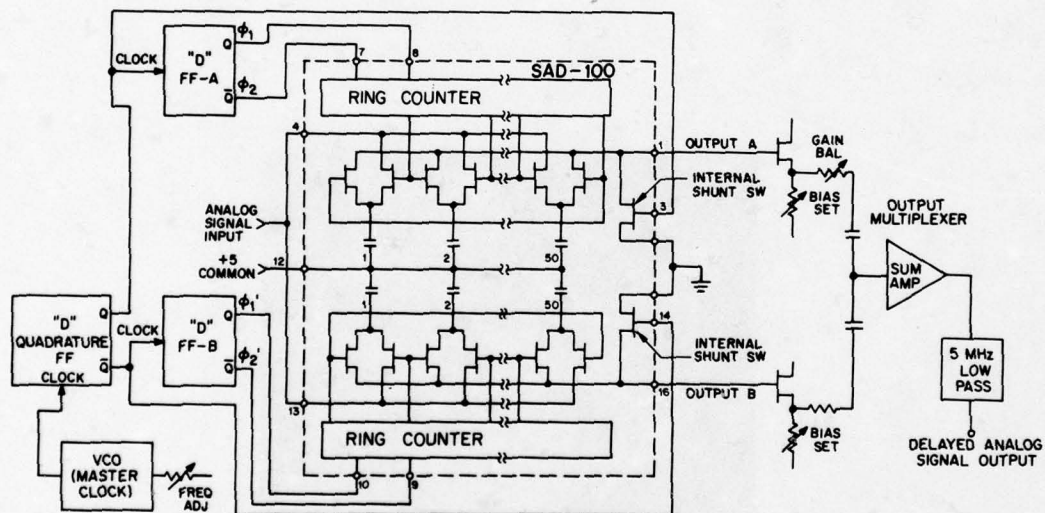 CLOCK
"D"
FF-A
Q
ϕ1
Q̅
ϕ2
7
8
SAD-100
RING COUNTER
4
1
OUTPUT A
GAIN
BAL
INTERNAL
SHUNT SW
3
BIAS
SET
OUTPUT
MULTIPLEXER
ANALOG
SIGNAL
INPUT
+5
COMMON
12
1
2
50
1
2
50
SUM
AMP
"D"
QUADRATURE
FF
CLOCK
Q
Q̅
CLOCK
"D"
FF-B
Q
ϕ1'
Q̅
ϕ2'
14
INTERNAL
SHUNT SW
5 MHz
LOW
PASS
16
OUTPUT B
13
RING COUNTER
BIAS
SET
DELAYED ANALOG
SIGNAL OUTPUT
VCO
(MASTER
CLOCK)
FREQ
ADJ
10
9